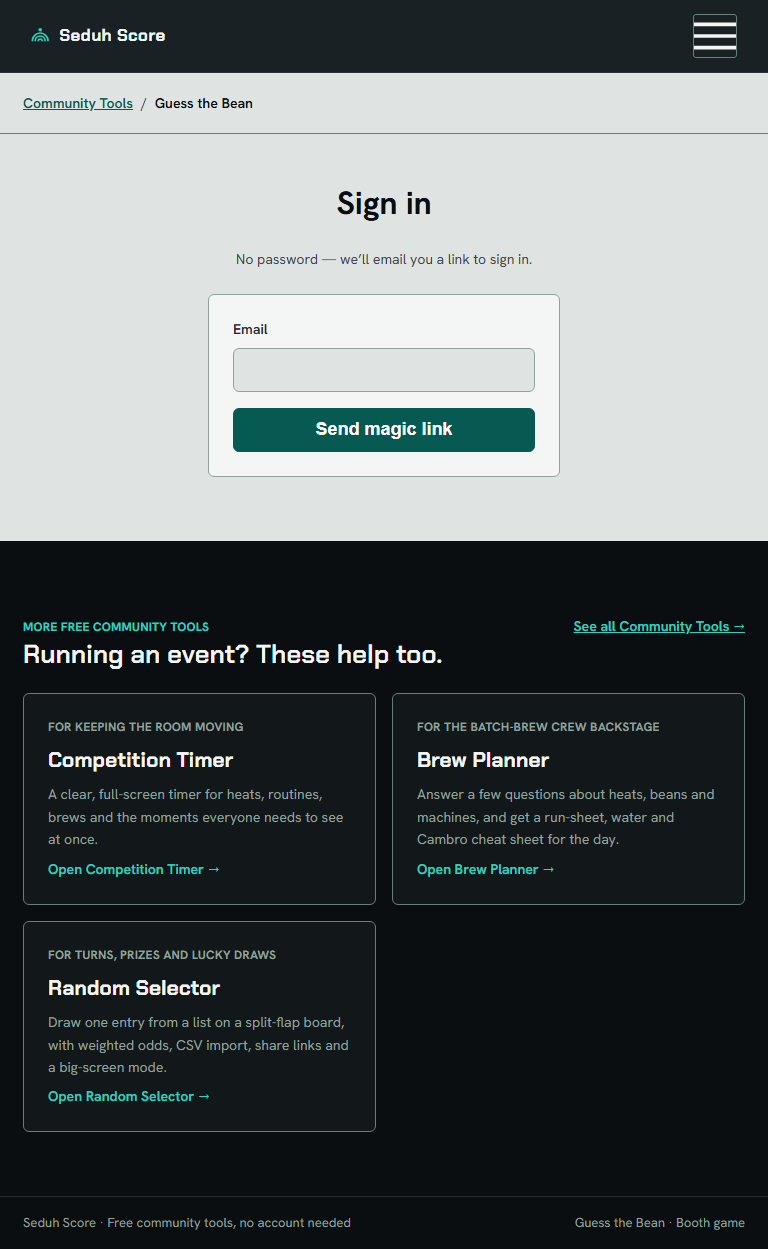 Seduh Score
Community Tools / Guess the Bean
Sign in
No password — we’ll email you a link to sign in.
Email
Send magic link
MORE FREE COMMUNITY TOOLS
See all Community Tools →
Running an event? These help too.
FOR KEEPING THE ROOM MOVING
Competition Timer
A clear, full-screen timer for heats, routines,
brews and the moments everyone needs to see
at once.
Open Competition Timer →
FOR THE BATCH-BREW CREW BACKSTAGE
Brew Planner
Answer a few questions about heats, beans and
machines, and get a run-sheet, water and
Cambro cheat sheet for the day.
Open Brew Planner →
FOR TURNS, PRIZES AND LUCKY DRAWS
Random Selector
Draw one entry from a list on a split-flap board,
with weighted odds, CSV import, share links and
a big-screen mode.
Open Random Selector →
Seduh Score · Free community tools, no account needed
Guess the Bean · Booth game